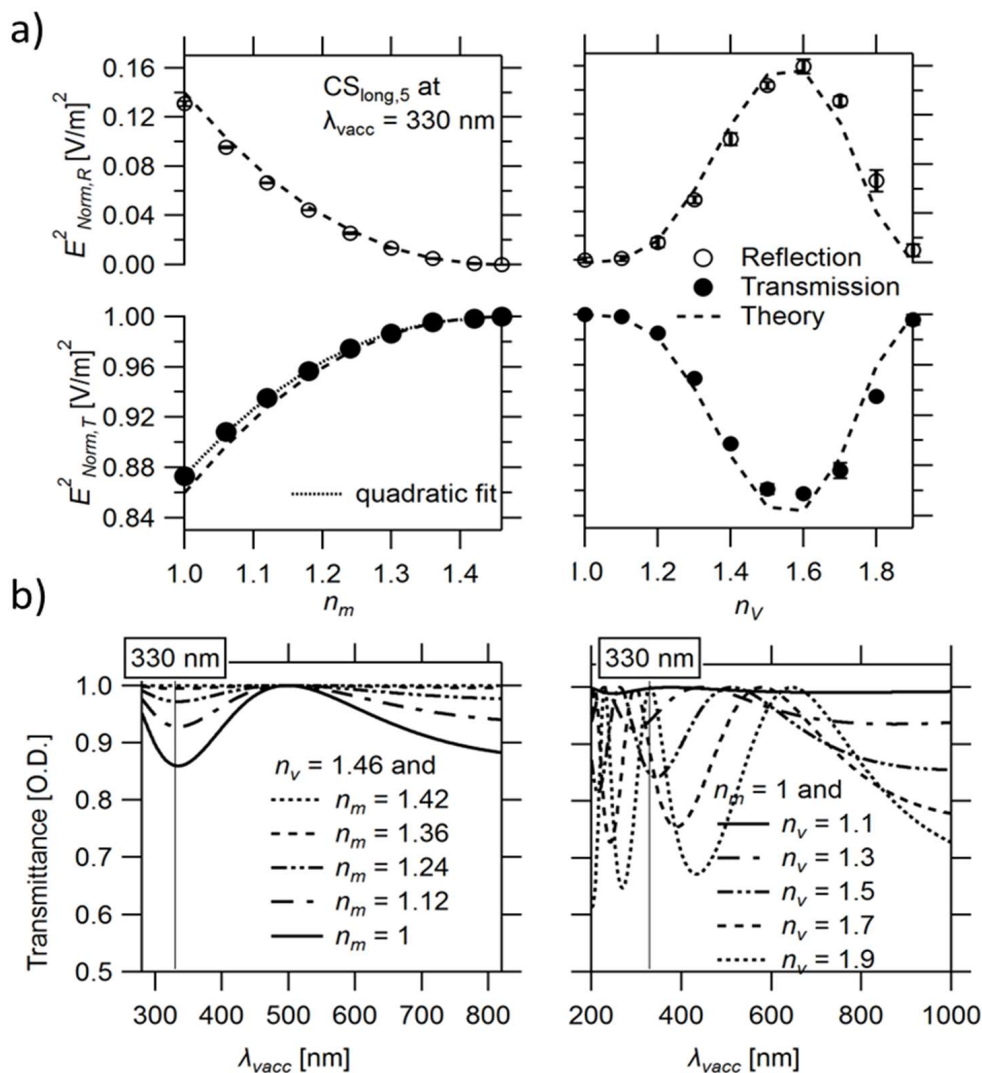 a)
0.16
0.12
0.08
0.04
0.00
E²Norm,R [V/m]²
CSlong,5 at
λvacc = 330 nm
1.00
0.96
0.92
0.88
0.84
E²Norm,T [V/m]²
quadratic fit
1.0 1.1 1.2 1.3 1.4
nm
Reflection
Transmission
Theory
1.0 1.2 1.4 1.6 1.8
nV
b)
330 nm
1.0
0.9
0.8
0.7
0.6
0.5
Transmittance [O.D.]
nv = 1.46 and
nm = 1.42
nm = 1.36
nm = 1.24
nm = 1.12
nm = 1
300 400 500 600 700 800
λvacc [nm]
330 nm
nm = 1 and
nv = 1.1
nv = 1.3
nv = 1.5
nv = 1.7
nv = 1.9
200 400 600 800 1000
λvacc [nm]